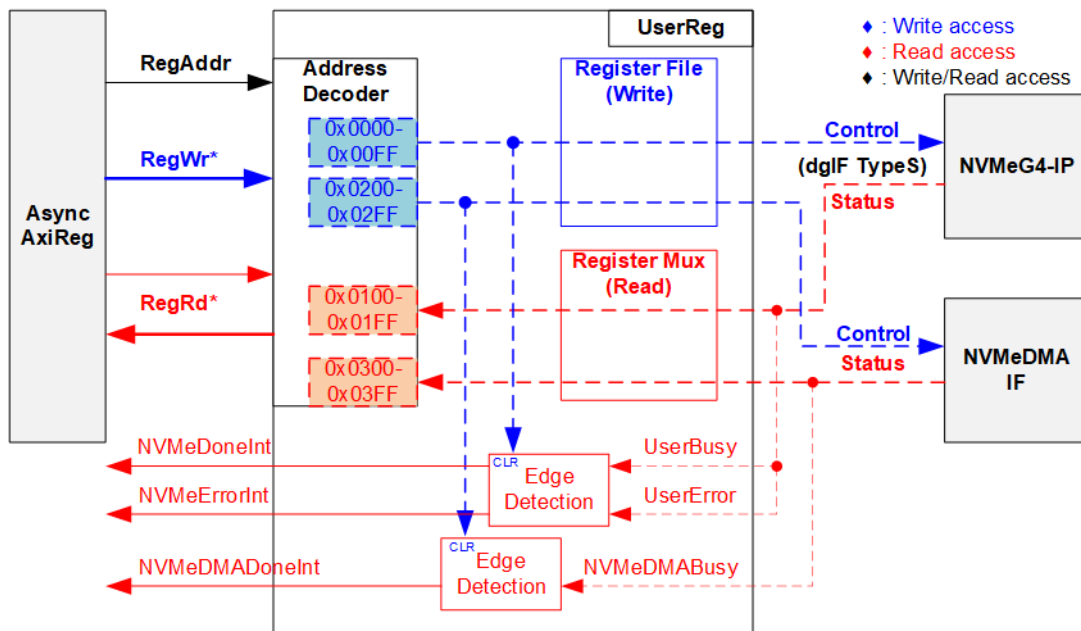 UserReg
♦ : Write access
♦ : Read access
♦ : Write/Read access
Async
AxiReg
RegAddr
RegWr*
RegRd*
Address
Decoder
0x0000-
0x00FF
0x0200-
0x02FF
0x0100-
0x01FF
0x0300-
0x03FF
Register File
(Write)
Register Mux
(Read)
Control
(dgIF TypeS)
Status
NVMeG4-IP
Control
Status
NVMeDMA
IF
NVMeDoneInt
NVMeErrorInt
NVMeDMADoneInt
CLR
Edge
Detection
UserBusy
UserError
CLR
Edge
Detection
NVMeDMABusy